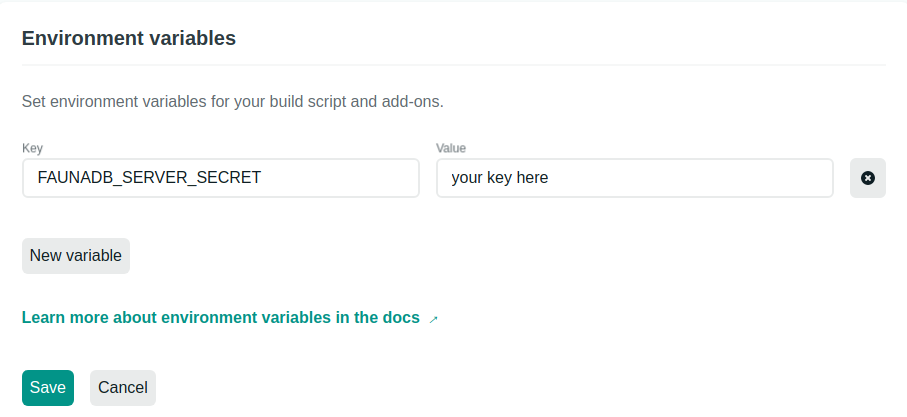 Environment variables
Set environment variables for your build script and add-ons.
Key Value
FAUNADB_SERVER_SECRET your key here
New variable
Learn more about environment variables in the docs →
Save Cancel